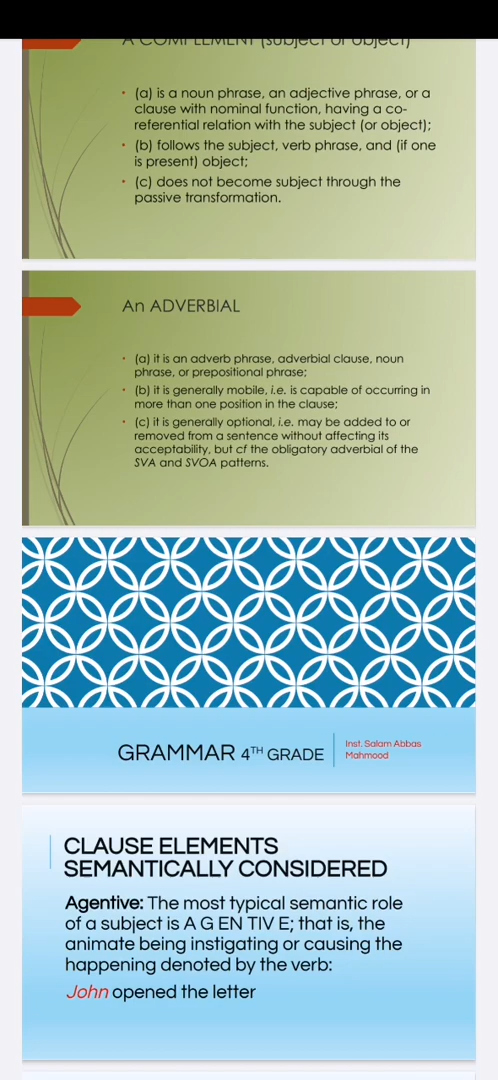 A COMPLEMENT (subject or object)
• (a) is a noun phrase, an adjective phrase, or a
clause with nominal function, having a co-
referential relation with the subject (or object);
• (b) follows the subject, verb phrase, and (if one
is present) object;
• (c) does not become subject through the
passive transformation.
An ADVERBIAL
• (a) it is an adverb phrase, adverbial clause, noun
phrase, or prepositional phrase;
• (b) it is generally mobile, i.e. is capable of occurring in
more than one position in the clause;
• (c) it is generally optional, i.e. may be added to or
removed from a sentence without affecting its
acceptability, but cf the obligatory adverbial of the
SVA and SVOA patterns.
GRAMMAR 4TH GRADE
Inst. Salam Abbas
Mahmood
CLAUSE ELEMENTS
SEMANTICALLY CONSIDERED
Agentive: The most typical semantic role
of a subject is A G EN TIV E; that is, the
animate being instigating or causing the
happening denoted by the verb:
John opened the letter